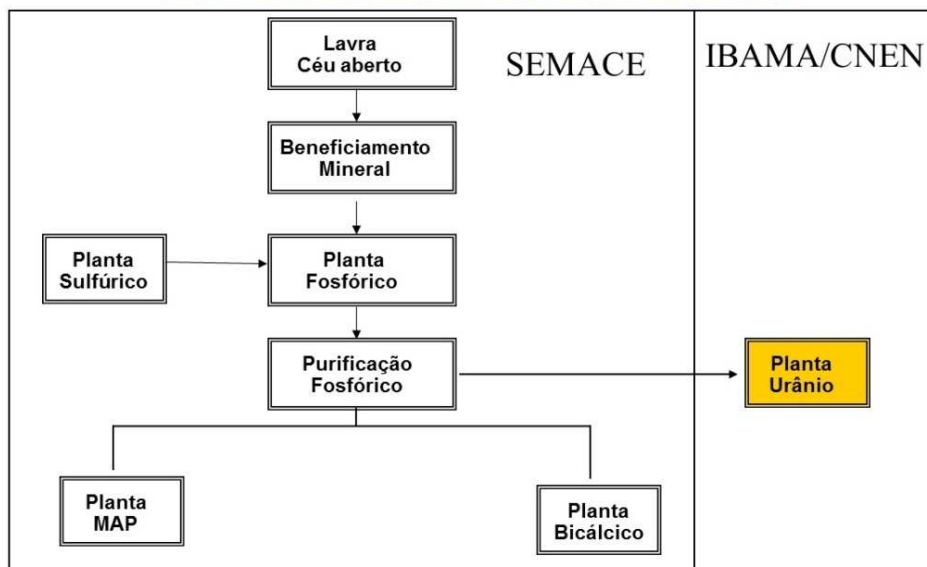 Lavra
Céu aberto
SEMACE
IBAMA/CNEN
Beneficiamento
Mineral
Planta
Sulfúrico
Planta
Fosfórico
Purificação
Fosfórico
Planta
Urânio
Planta
MAP
Planta
Bicálcico